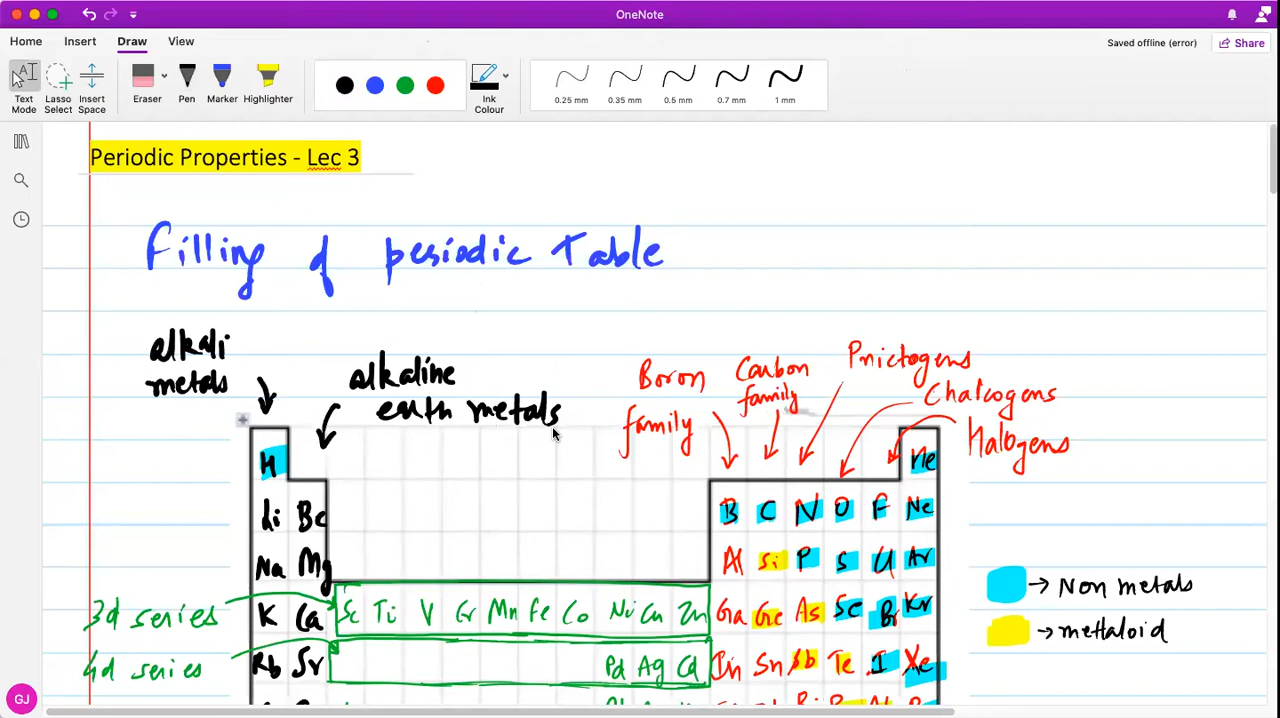 OneNote
Home Insert Draw View
Saved offline (error) Share
Text Mode
Lasso Select
Insert Space
Eraser
Pen
Marker
Highlighter
Ink Colour
0.25 mm 0.35 mm 0.5 mm 0.7 mm 1 mm
Periodic Properties - Lec 3
Filling of periodic Table
alkali metals
alkaline earth metals
Boron family
Carbon family
Pnictogens
Chalcogens
Halogens
H He
Li Be B C N O F Ne
Na Mg Al Si P S Cl Ar
3d series K Ca Sc Ti V Cr Mn Fe Co Ni Cu Zn Ga Ge As Se Br Kr
4d series Rb Sr Pd Ag Cd In Sn Sb Te I Xe
→ Non metals
→ mettaloid
GJ